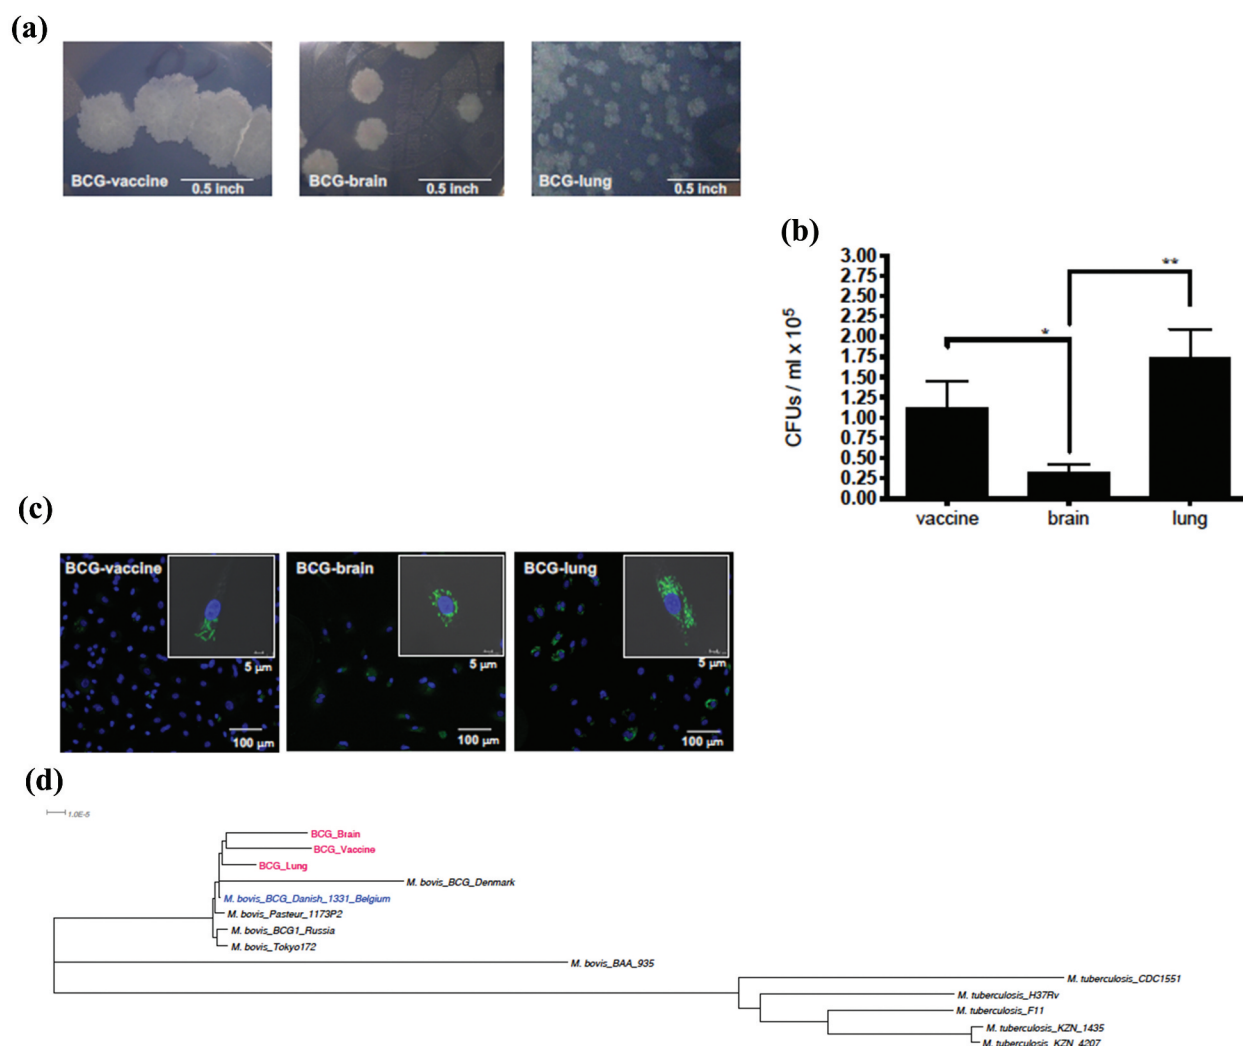 (a)
BCG-vaccine
0.5 inch
BCG-brain
0.5 inch
BCG-lung
0.5 inch
(b)
CFUs / ml x 10⁵
3.00
2.75
2.50
2.25
2.00
1.75
1.50
1.25
1.00
0.75
0.50
0.25
0.00
*
**
vaccine
brain
lung
(c)
BCG-vaccine
5 µm
100 µm
BCG-brain
5 µm
100 µm
BCG-lung
5 µm
100 µm
(d)
1.0E-5
BCG_Brain
BCG_Vaccine
BCG_Lung
M. bovis_BCG_Denmark
M. bovis_BCG_Danish_1331_Belgium
M. bovis_Pasteur_1173P2
M. bovis_BCG1_Russia
M. bovis_Tokyo172
M. bovis_BAA_935
M. tuberculosis_CDC1551
M. tuberculosis_H37Rv
M. tuberculosis_F11
M. tuberculosis_KZN_1435
M. tuberculosis_KZN_4207